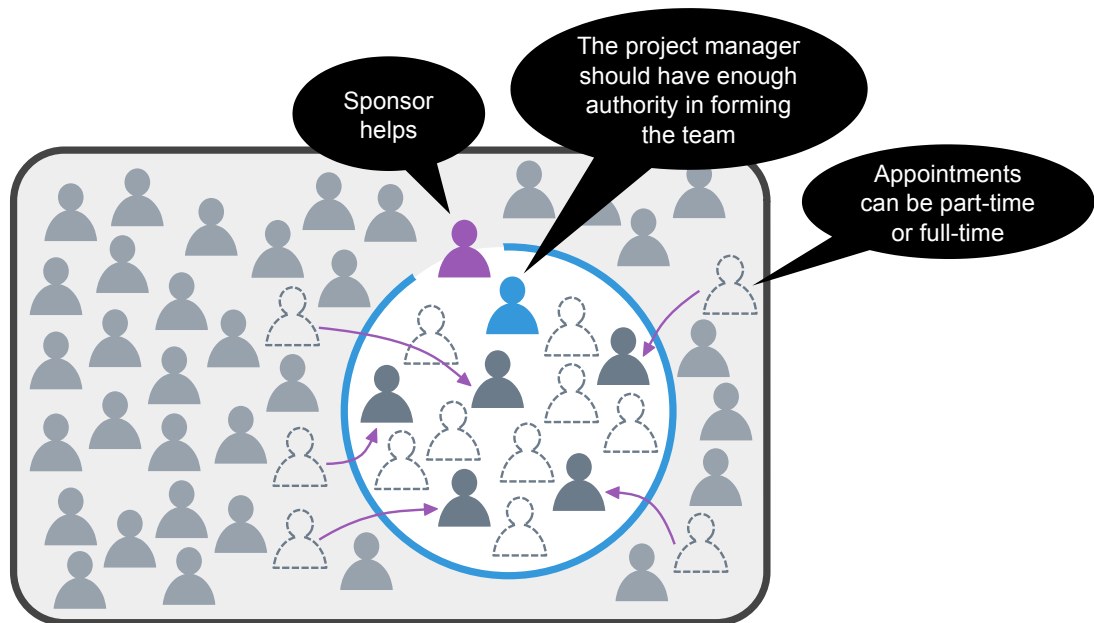 Sponsor
helps
The project manager
should have enough
authority in forming
the team
Appointments
can be part-time
or full-time